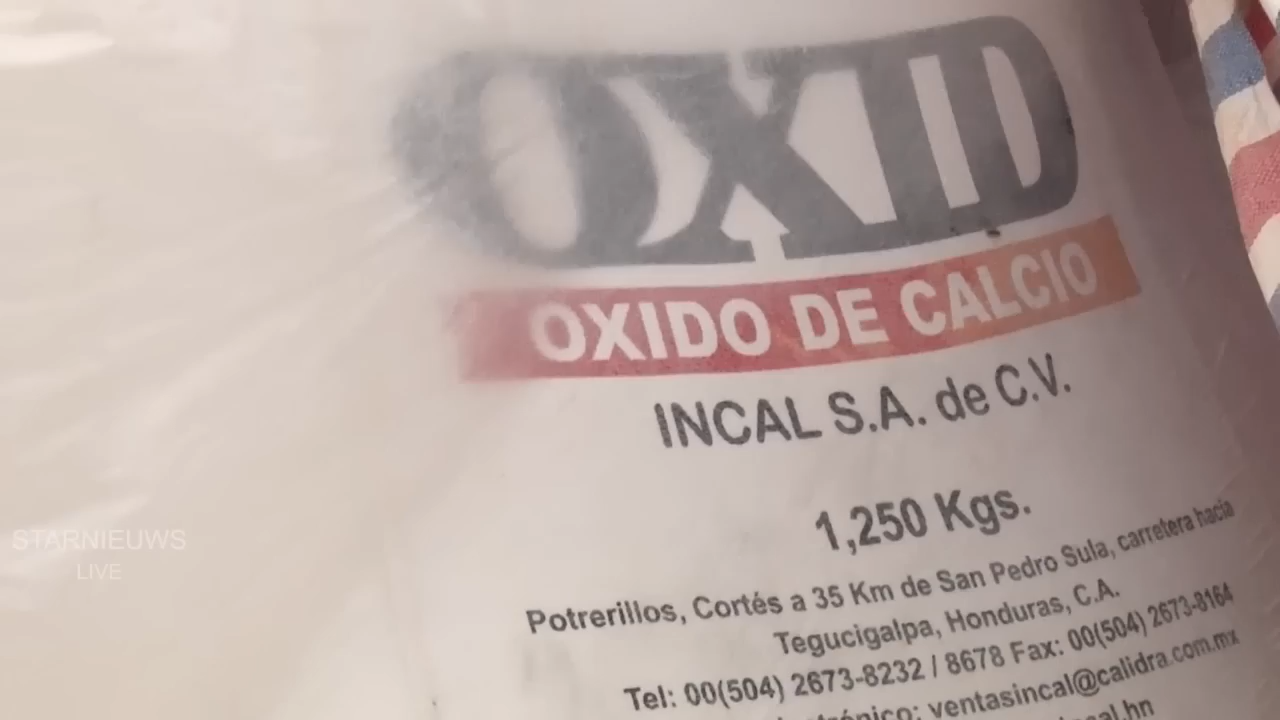 OXID
OXIDO DE CALCIO
INCAL S.A. de C.V.
1,250 Kgs.
Potrerillos, Cortés a 35 Km de San Pedro Sula, carretera hacia
Tegucigalpa, Honduras, C.A.
Tel: 00(504) 2673-8232 / 8678 Fax: 00(504) 2673-8164
ventasincal@calidra.com.mx
STARNIEUWS
LIVE